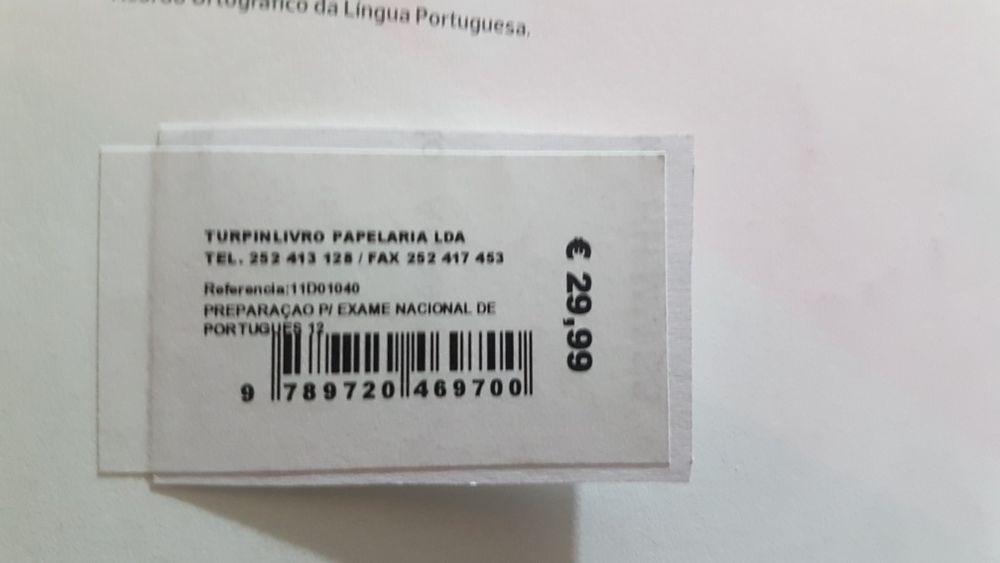 Acordo Ortográfico da Língua Portuguesa.
TURPINLIVRO PAPELARIA LDA
TEL. 252 413 128 / FAX 252 417 453
Referencia:11D01040
PREPARAÇAO P/ EXAME NACIONAL DE
PORTUGUES 12
9 789720 469700
€ 29,99